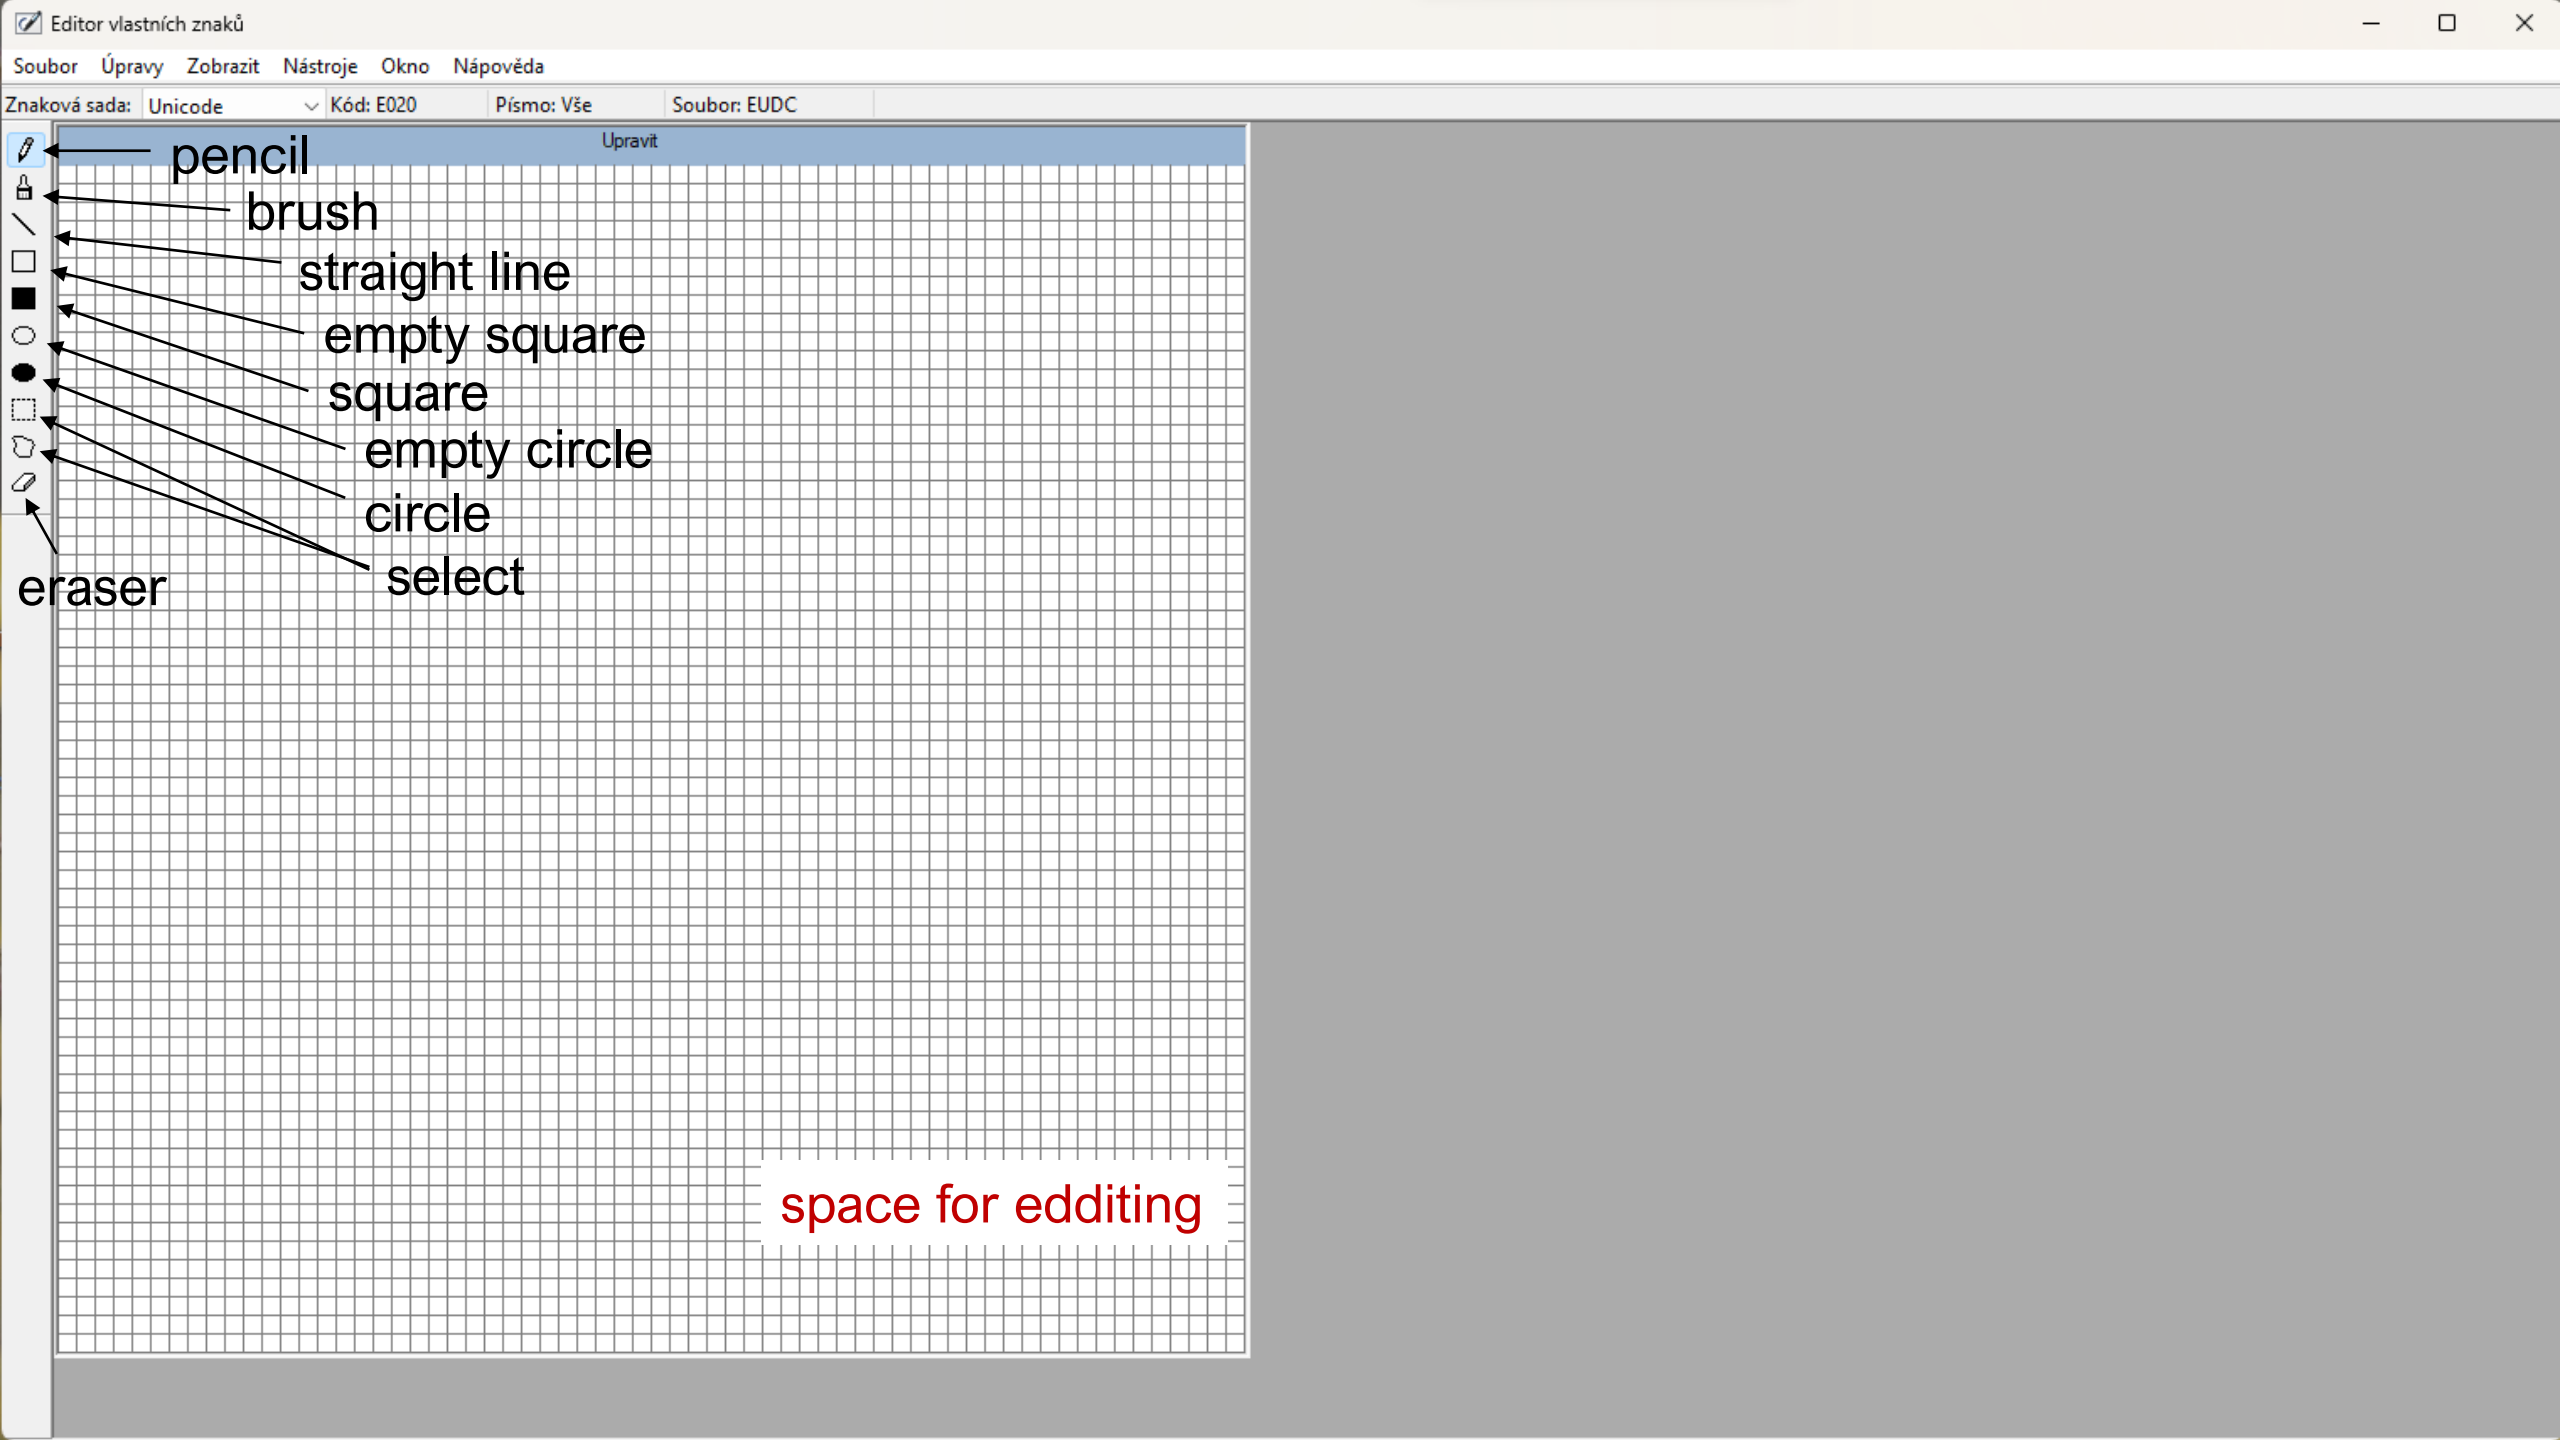 Editor vlastních znaků
Soubor Úpravy Zobrazit Nástroje Okno Nápověda
Znaková sada: Unicode Kód: E020 Písmo: Vše Soubor: EUDC
Upravit
pencil
brush
straight line
empty square
square
empty circle
circle
select
eraser
space for edditing